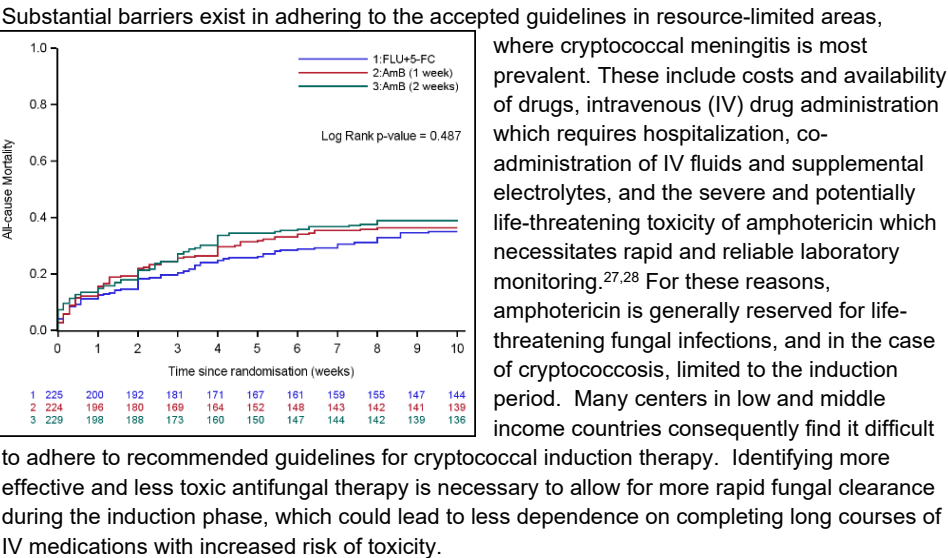 Substantial barriers exist in adhering to the accepted guidelines in resource-limited areas,
1.0
0.8
0.6
0.4
0.2
0.0
All-cause Mortality
1:FLU+5-FC
2:AmB (1 week)
3:AmB (2 weeks)
Log Rank p-value = 0.487
0 1 2 3 4 5 6 7 8 9 10
Time since randomisation (weeks)
1 225 200 192 181 171 167 161 159 155 147 144
2 224 196 180 169 164 152 148 143 142 141 139
3 229 198 188 173 160 150 147 144 142 139 136
where cryptococcal meningitis is most
prevalent. These include costs and availability
of drugs, intravenous (IV) drug administration
which requires hospitalization, co-
administration of IV fluids and supplemental
electrolytes, and the severe and potentially
life-threatening toxicity of amphotericin which
necessitates rapid and reliable laboratory
monitoring.27,28 For these reasons,
amphotericin is generally reserved for life-
threatening fungal infections, and in the case
of cryptococcosis, limited to the induction
period.  Many centers in low and middle
income countries consequently find it difficult
to adhere to recommended guidelines for cryptococcal induction therapy.  Identifying more
effective and less toxic antifungal therapy is necessary to allow for more rapid fungal clearance
during the induction phase, which could lead to less dependence on completing long courses of
IV medications with increased risk of toxicity.